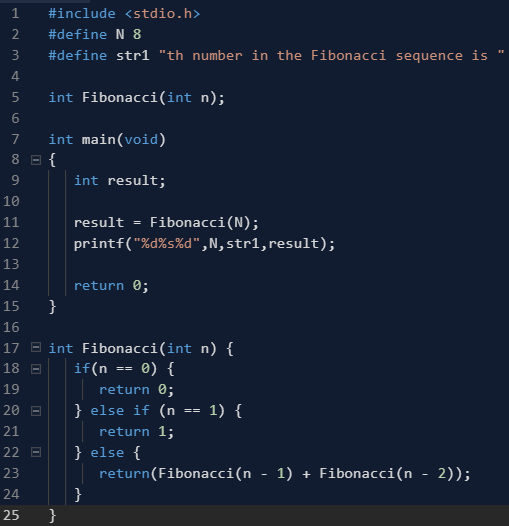 1 #include <stdio.h>
2 #define N 8
3 #define str1 "th number in the Fibonacci sequence is "
4
5 int Fibonacci(int n);
6
7 int main(void)
8 {
9 int result;
10
11 result = Fibonacci(N);
12 printf("%d%s%d",N,str1,result);
13
14 return 0;
15 }
16
17 int Fibonacci(int n) {
18 if(n == 0) {
19 return 0;
20 } else if (n == 1) {
21 return 1;
22 } else {
23 return(Fibonacci(n - 1) + Fibonacci(n - 2));
24 }
25 }